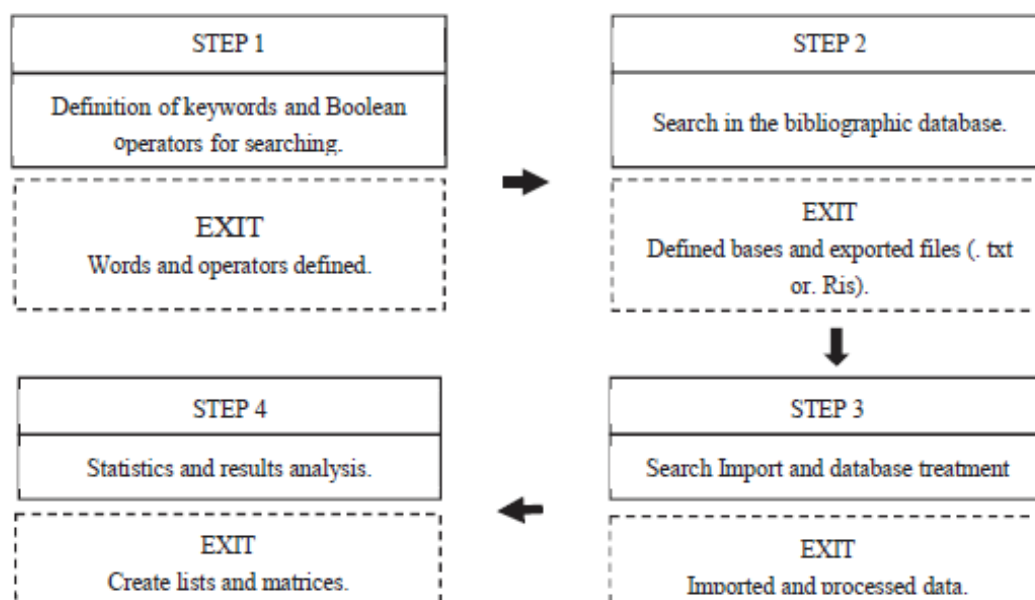 STEP 1
Definition of keywords and Boolean
operators for searching.
EXIT
Words and operators defined.
STEP 2
Search in the bibliographic database.
EXIT
Defined bases and exported files (. txt
or. Ris).
STEP 3
Search Import and database treatment
EXIT
Imported and processed data.
STEP 4
Statistics and results analysis.
EXIT
Create lists and matrices.